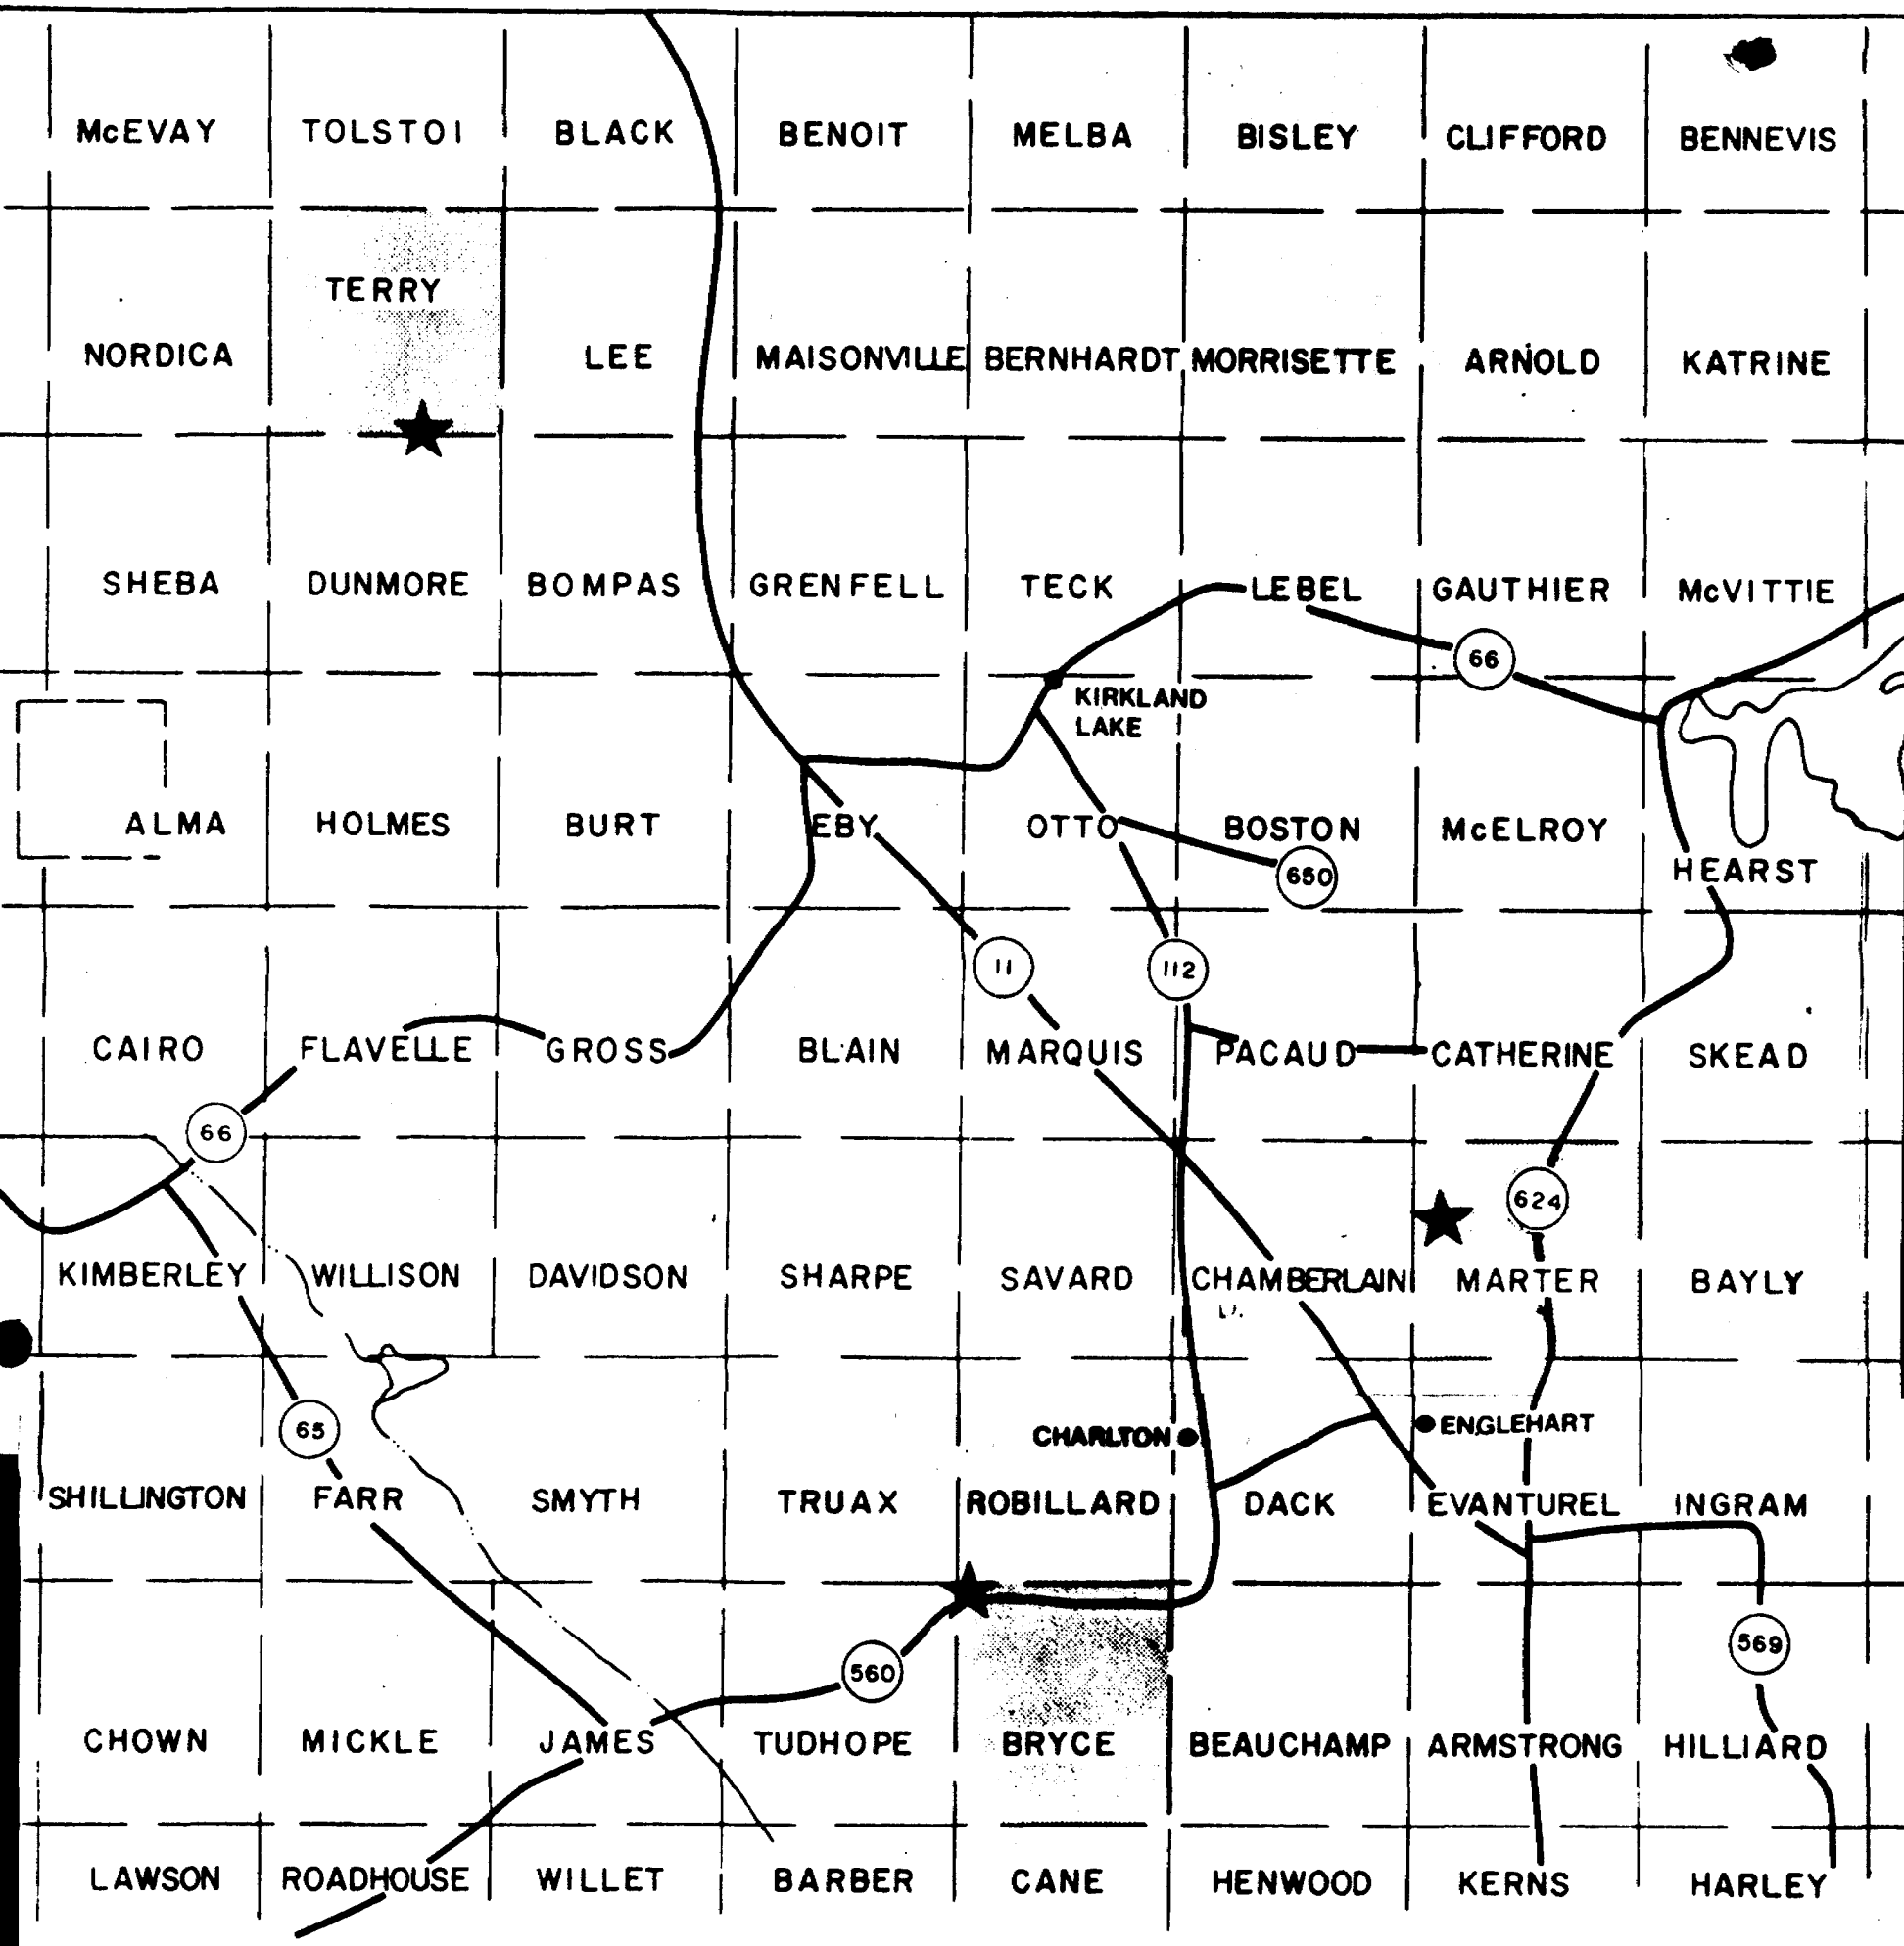 McEVAY TOLSTOI BLACK BENOIT MELBA BISLEY CLIFFORD BENNEVIS
TERRY
NORDICA LEE MAISONVILLE BERNHARDT MORRISETTE ARNOLD KATRINE
SHEBA DUNMORE BOMPAS GRENFELL TECK LEBEL GAUTHIER McVITTIE
66
KIRKLAND
LAKE
ALMA HOLMES BURT EBY OTTO BOSTON McELROY
HEARST
650
11 112
CAIRO FLAVELLE GROSS BLAIN MARQUIS PACAUD CATHERINE SKEAD
66
624
KIMBERLEY WILLISON DAVIDSON SHARPE SAVARD CHAMBERLAIN MARTER BAYLY
65
CHARLTON ENGLEHART
SHILLINGTON FARR SMYTH TRUAX ROBILLARD DACK EVANTUREL INGRAM
569
560
CHOWN MICKLE JAMES TUDHOPE BRYCE BEAUCHAMP ARMSTRONG HILLIARD
LAWSON ROADHOUSE WILLET BARBER CANE HENWOOD KERNS HARLEY